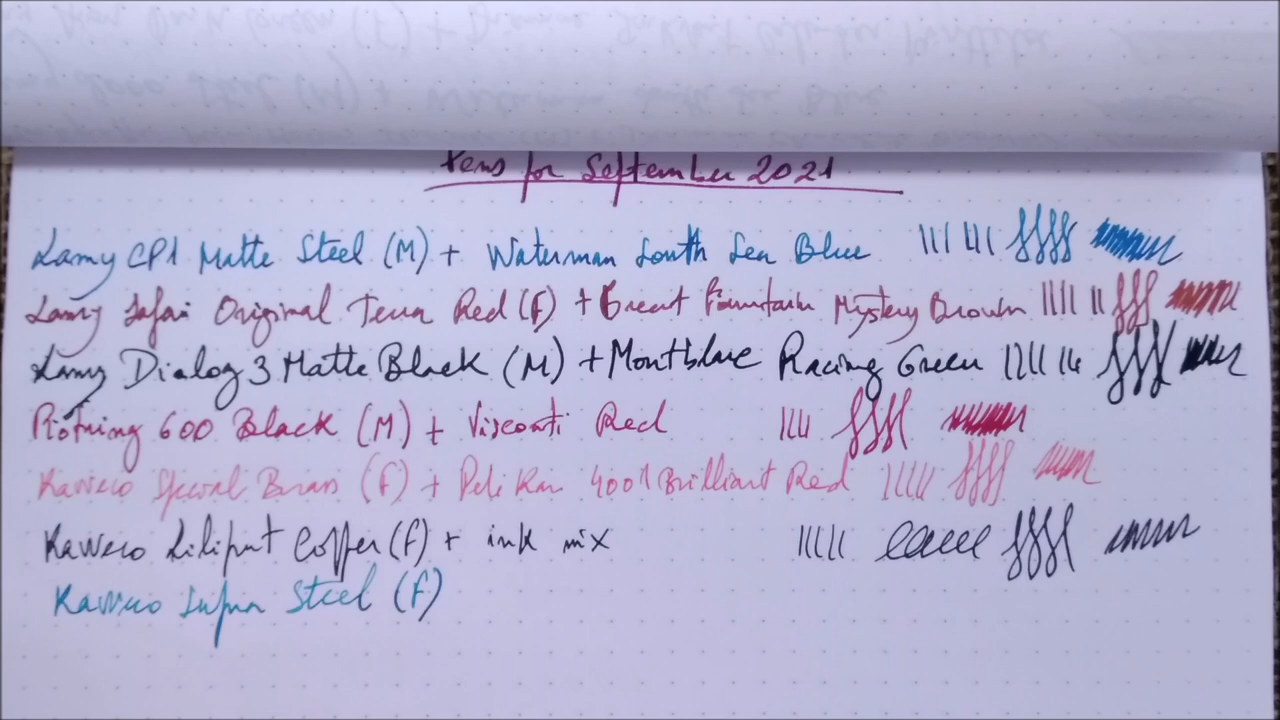 Pens for September 2021
Lamy CP1 Matte Steel (M) + Waterman South Sea Blue
Lamy Safari Original Terra Red (F) + Great Fountain Mystery Brown
Lamy Dialog 3 Matte Black (M) + Montblanc Racing Green
Rotring 600 Black (M) + Visconti Red
Kaweco Special Brass (F) + Pelikan 4001 Brilliant Red
Kaweco Liliput Copper (F) + ink mix
Kaweco Supra Steel (F)